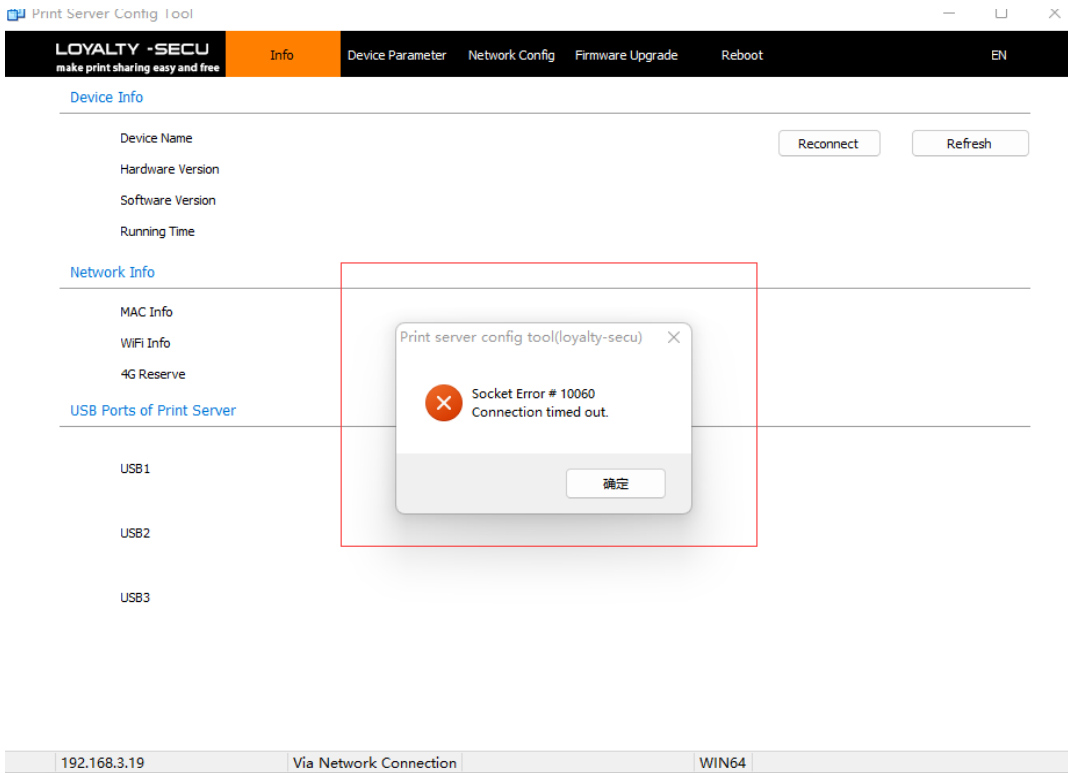 Print Server Config Tool
LOYALTY -SECU
make print sharing easy and free
Info
Device Parameter
Network Config
Firmware Upgrade
Reboot
EN
Device Info
Device Name
Reconnect
Refresh
Hardware Version
Software Version
Running Time
Network Info
MAC Info
WiFi Info
4G Reserve
Print server config tool(loyalty-secu)
Socket Error # 10060
Connection timed out.
确定
USB Ports of Print Server
USB1
USB2
USB3
192.168.3.19
Via Network Connection
WIN64